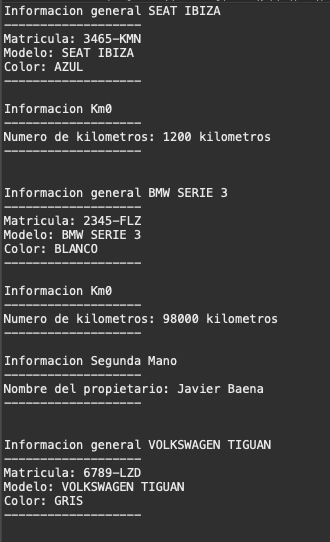 Informacion general SEAT IBIZA
-------------------
Matricula: 3465-KMN
Modelo: SEAT IBIZA
Color: AZUL
-------------------
Informacion Km0
-------------------
Numero de kilometros: 1200 kilometros
-------------------
Informacion general BMW SERIE 3
-------------------
Matricula: 2345-FLZ
Modelo: BMW SERIE 3
Color: BLANCO
-------------------
Informacion Km0
-------------------
Numero de kilometros: 98000 kilometros
-------------------
Informacion Segunda Mano
-------------------
Nombre del propietario: Javier Baena
-------------------
Informacion general VOLKSWAGEN TIGUAN
-------------------
Matricula: 6789-LZD
Modelo: VOLKSWAGEN TIGUAN
Color: GRIS
-------------------